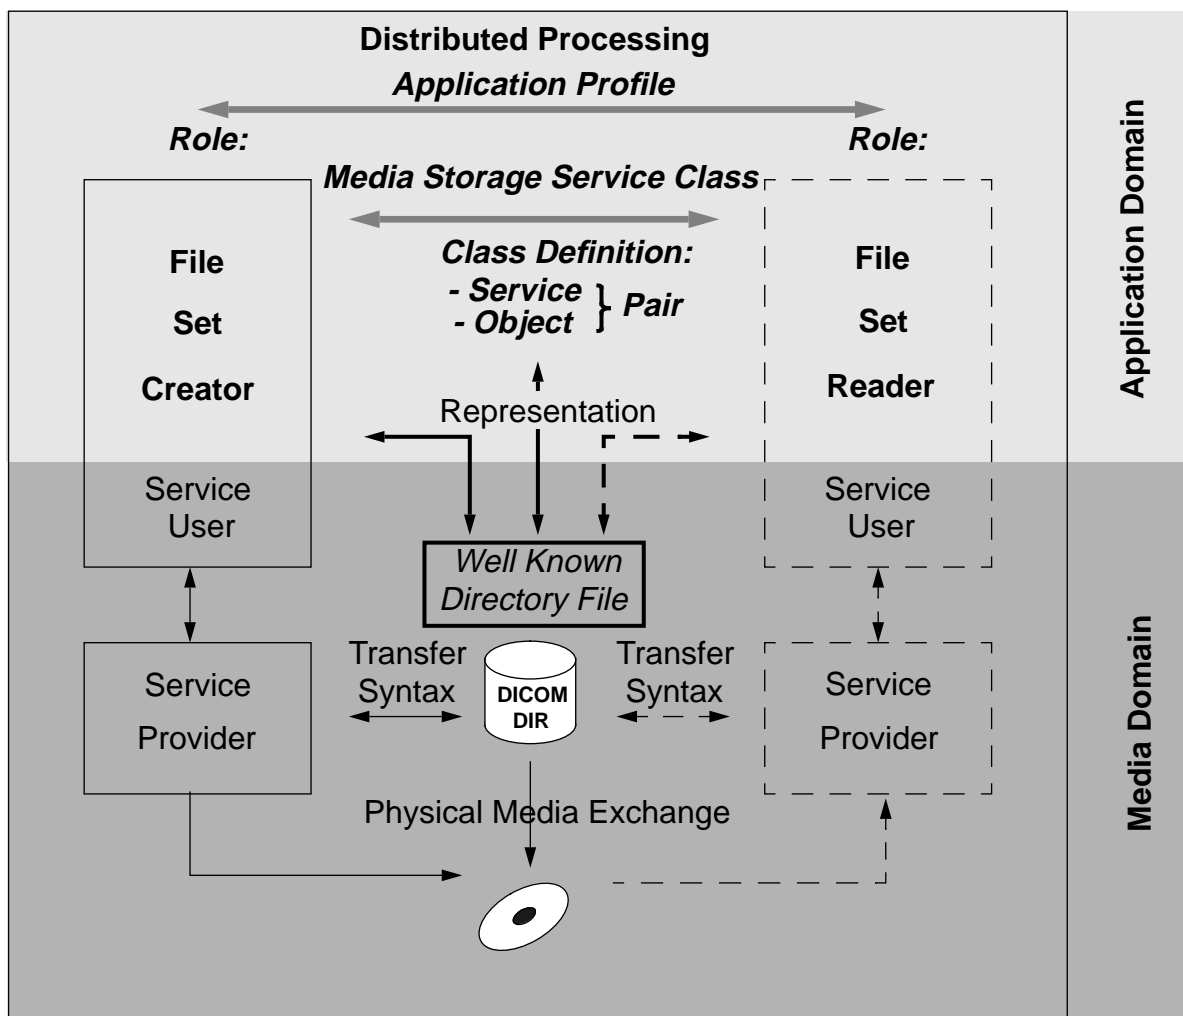 Distributed Processing
Application Profile
Role:
Role:
Media Storage Service Class
Class Definition:
- Service
- Object
} Pair
File
Set
Creator
File
Set
Reader
Representation
Service
User
Service
User
Well Known
Directory File
Transfer
Syntax
Transfer
Syntax
DICOM
DIR
Service
Provider
Service
Provider
Physical Media Exchange
Application Domain
Media Domain